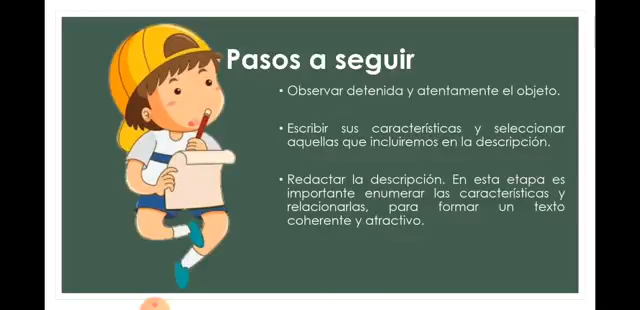 Pasos a seguir
• Observar detenida y atentamente el objeto.
• Escribir sus características y seleccionar
aquellas que incluiremos en la descripción.
• Redactar la descripción. En esta etapa es
importante enumerar las características y
relacionarlas, para formar un texto
coherente y atractivo.